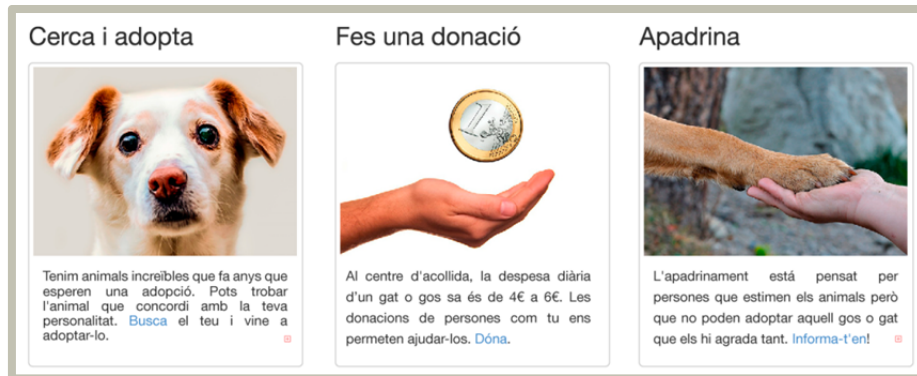 Cerca i adopta
Tenim animals increïbles que fa anys que
esperen una adopció. Pots trobar
l'animal que concordi amb la teva
personalitat. Busca el teu i vine a
adoptar-lo.
Fes una donació
Al centre d'acollida, la despesa diària
d'un gat o gos sa és de 4€ a 6€. Les
donacions de persones com tu ens
permeten ajudar-los. Dóna.
Apadrina
L'apadrinament está pensat per
persones que estimen els animals però
que no poden adoptar aquell gos o gat
que els hi agrada tant. Informa-t'en!